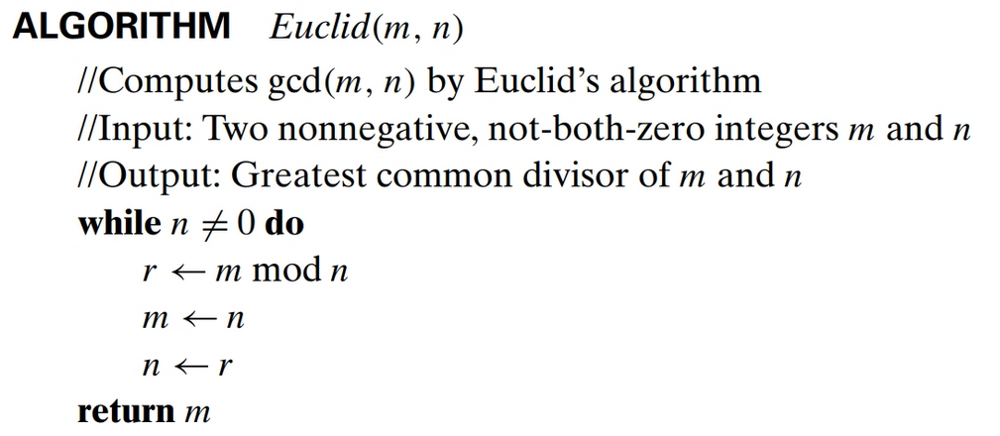 ALGORITHM Euclid(m, n)
//Computes gcd(m, n) by Euclid’s algorithm
//Input: Two nonnegative, not-both-zero integers m and n
//Output: Greatest common divisor of m and n
while n ≠ 0 do
r ← m mod n
m ← n
n ← r
return m